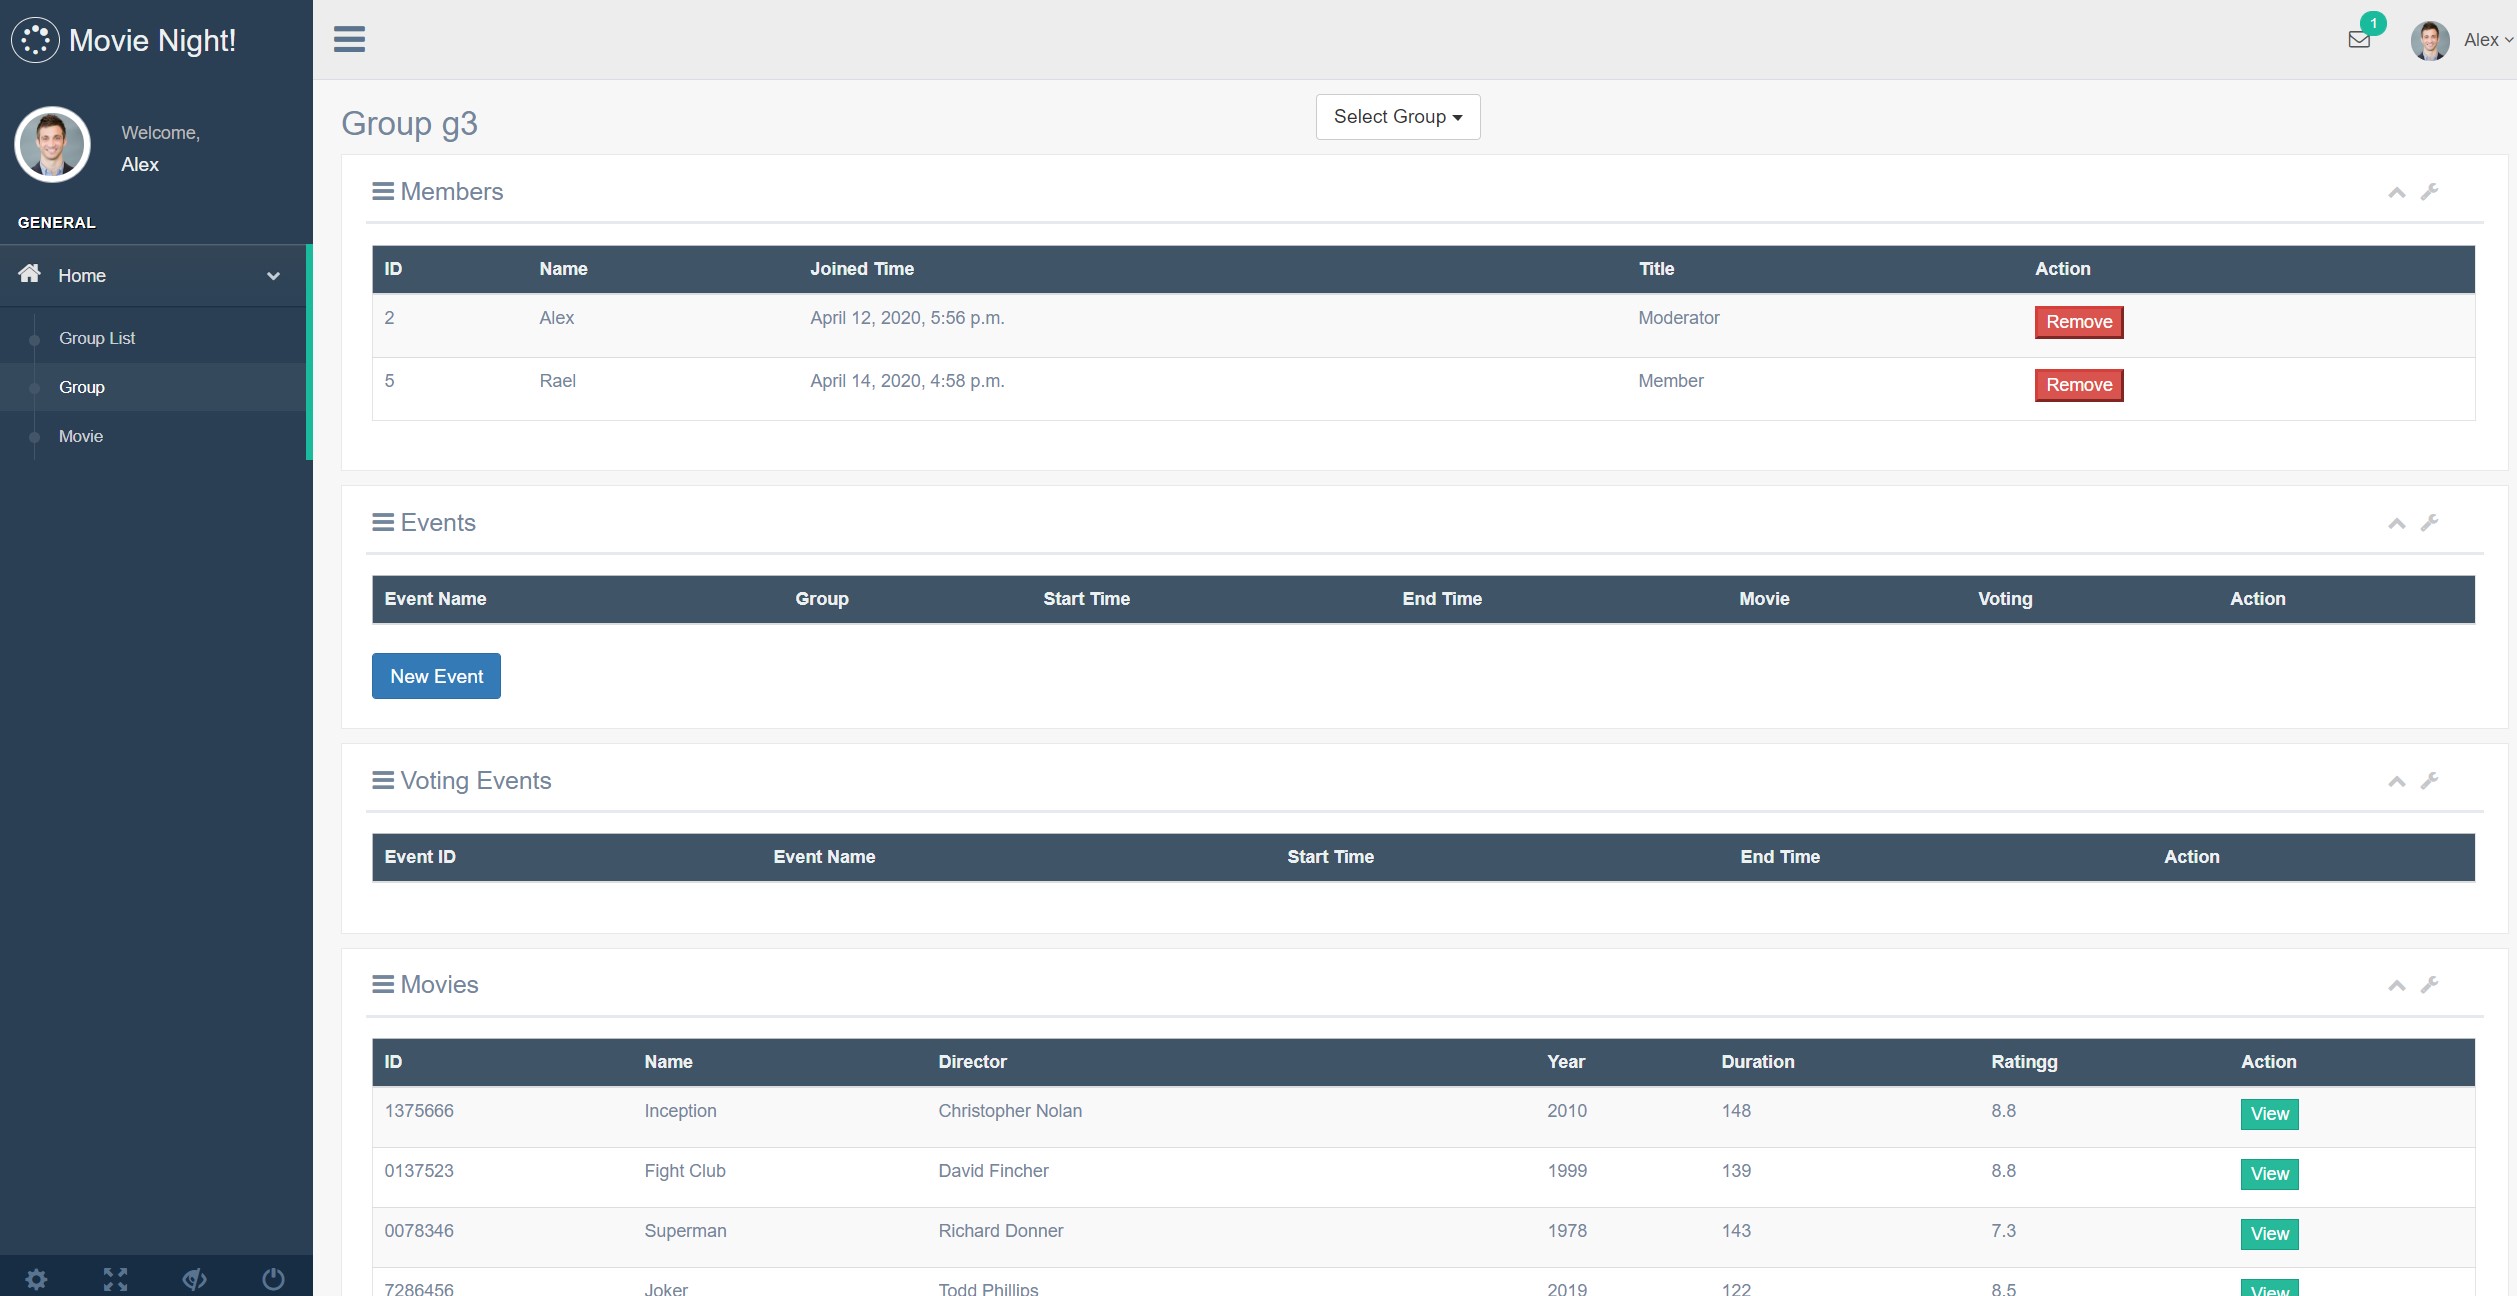 Movie Night!
1
Alex
Welcome,
Alex
GENERAL
Home
Group List
Group
Movie
Group g3
Select Group
Members
ID Name Joined Time Title Action
2 Alex April 12, 2020, 5:56 p.m. Moderator Remove
5 Rael April 14, 2020, 4:58 p.m. Member Remove
Events
Event Name Group Start Time End Time Movie Voting Action
New Event
Voting Events
Event ID Event Name Start Time End Time Action
Movies
ID Name Director Year Duration Ratingg Action
1375666 Inception Christopher Nolan 2010 148 8.8 View
0137523 Fight Club David Fincher 1999 139 8.8 View
0078346 Superman Richard Donner 1978 143 7.3 View
7286456 Joker Todd Phillips 2019 122 8.5 View